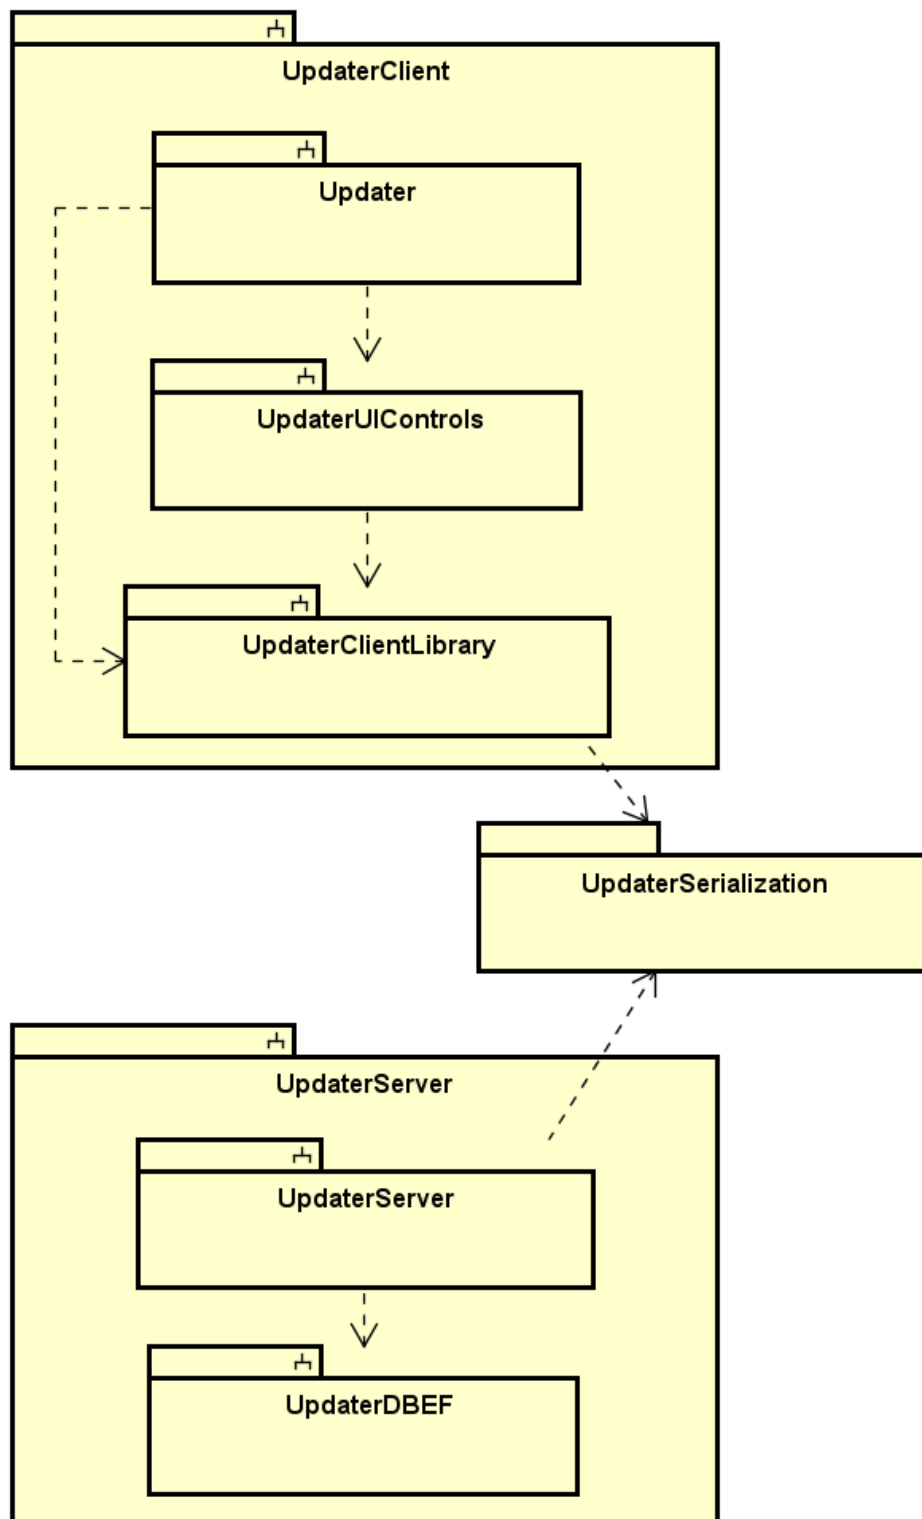 UpdaterClient
Updater
UpdaterUIControls
UpdaterClientLibrary
UpdaterSerialization
UpdaterServer
UpdaterServer
UpdaterDBEF